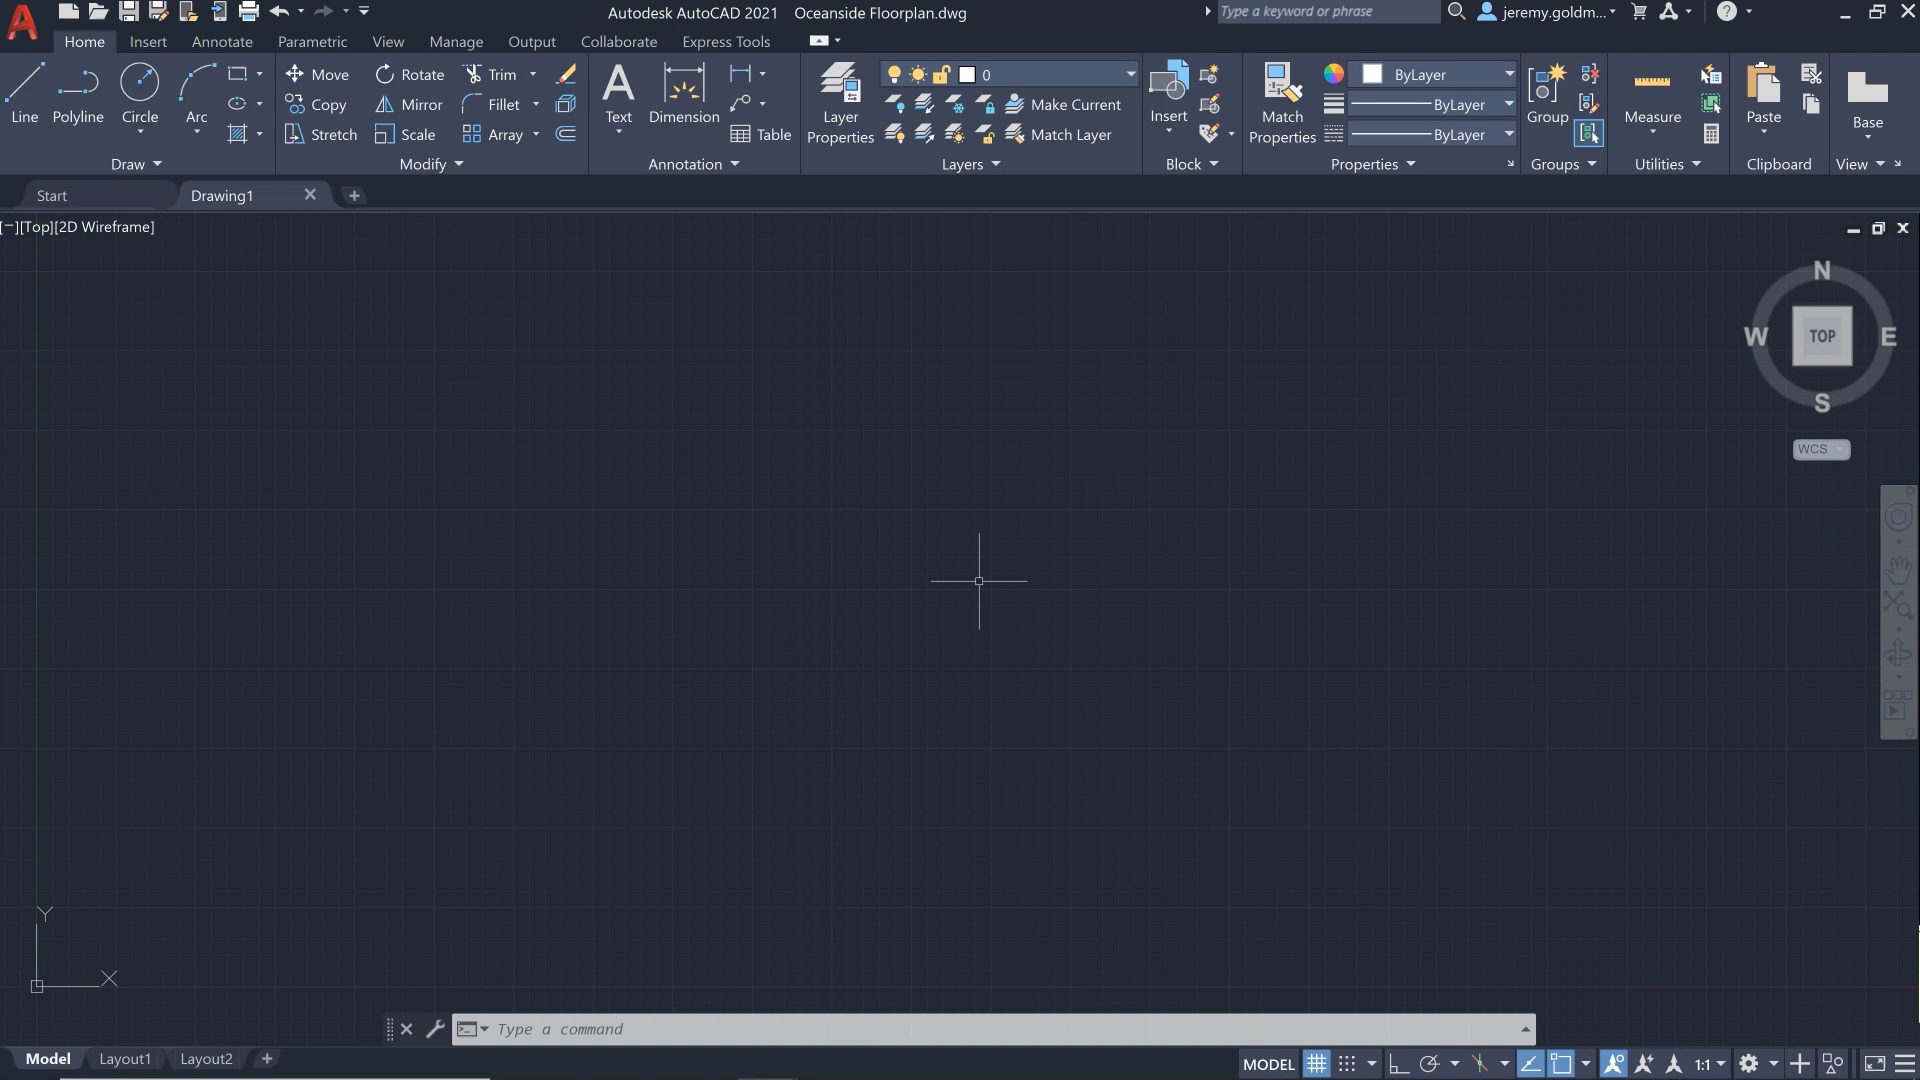 Autodesk AutoCAD 2021 Oceanside Floorplan.dwg
Type a keyword or phrase
jeremy.goldm...
Home Insert Annotate Parametric View Manage Output Collaborate Express Tools
Line Polyline Circle Arc
Move Rotate Trim
Copy Mirror Fillet
Stretch Scale Array
Text Dimension Table
Layer Properties
0
Make Current
Match Layer
Insert
Match Properties
ByLayer
ByLayer
ByLayer
Group
Measure
Paste
Base
Draw Modify Annotation Layers Block Properties Groups Utilities Clipboard View
Start Drawing1
[−][Top][2D Wireframe]
N
W TOP E
S
WCS
Y
X
Type a command
Model Layout1 Layout2
MODEL 1:1